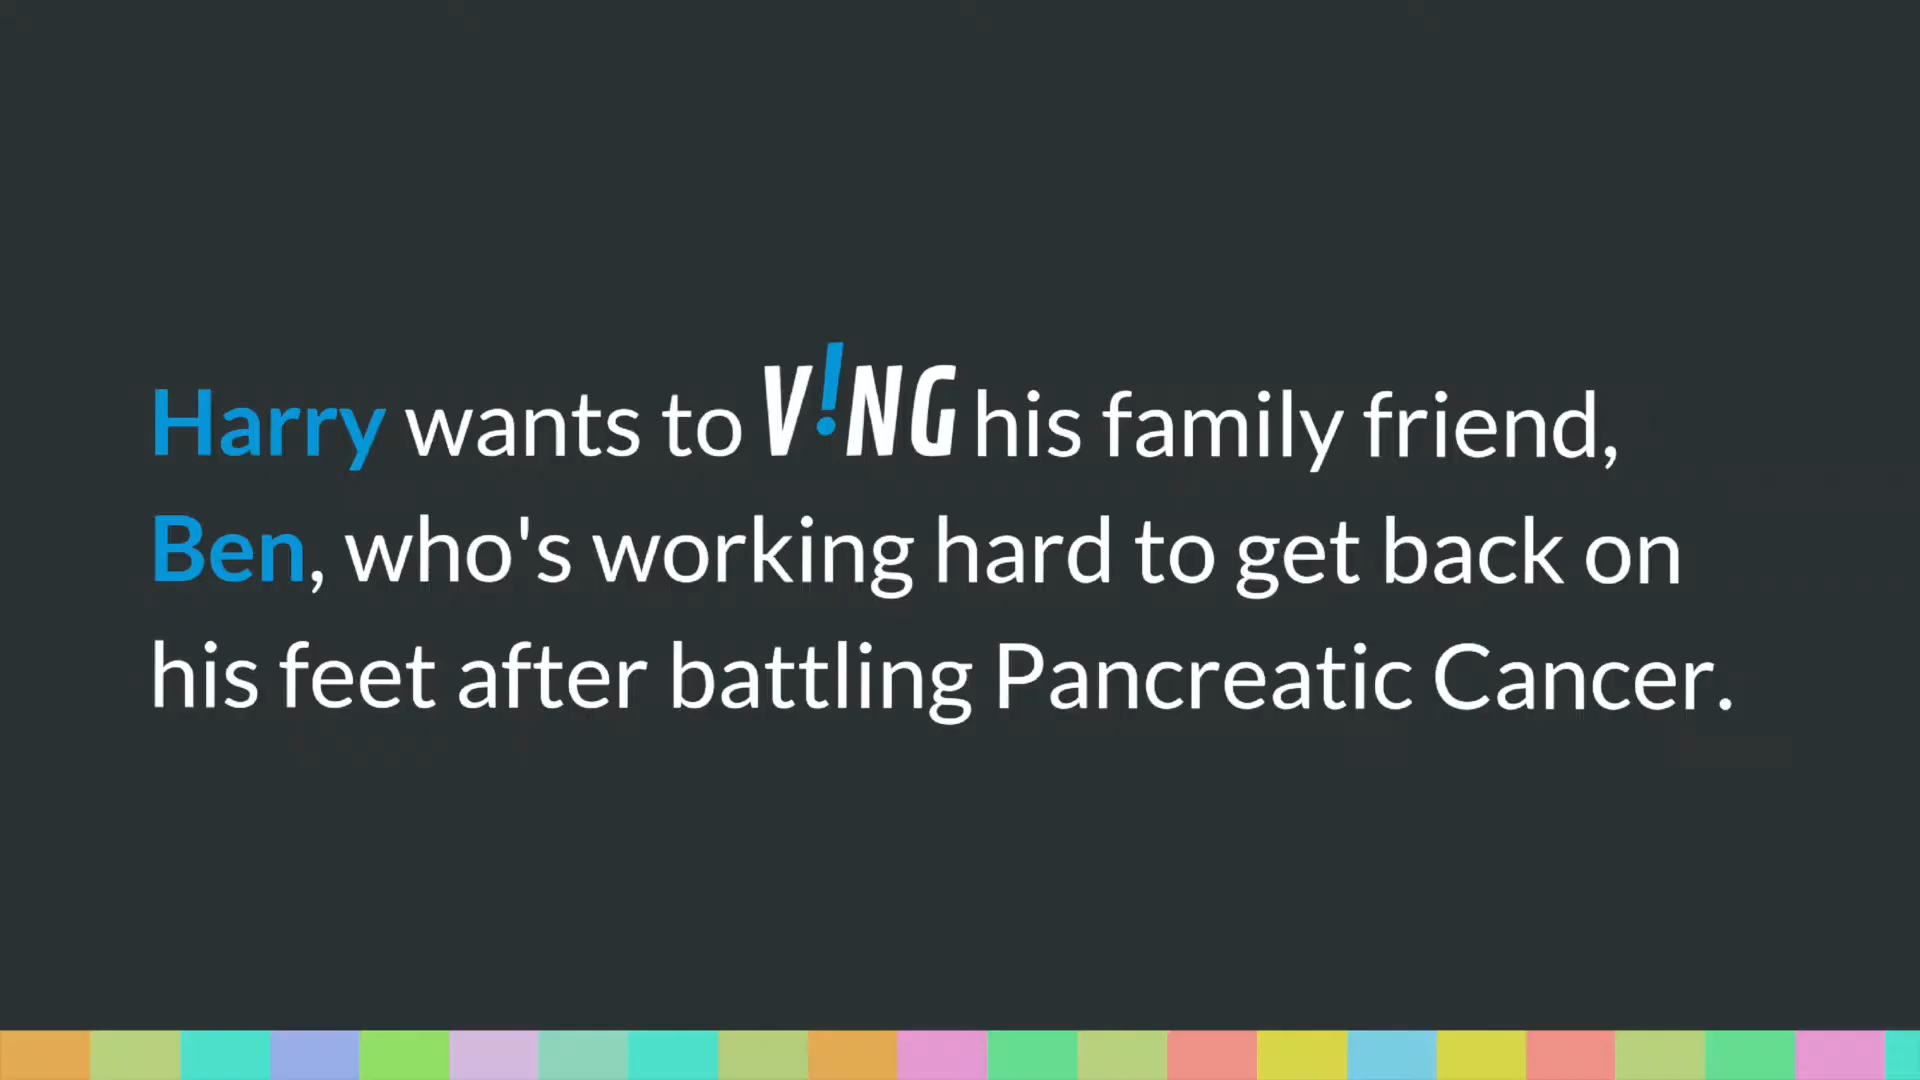 Harry wants to V!NG his family friend,
Ben, who's working hard to get back on
his feet after battling Pancreatic Cancer.